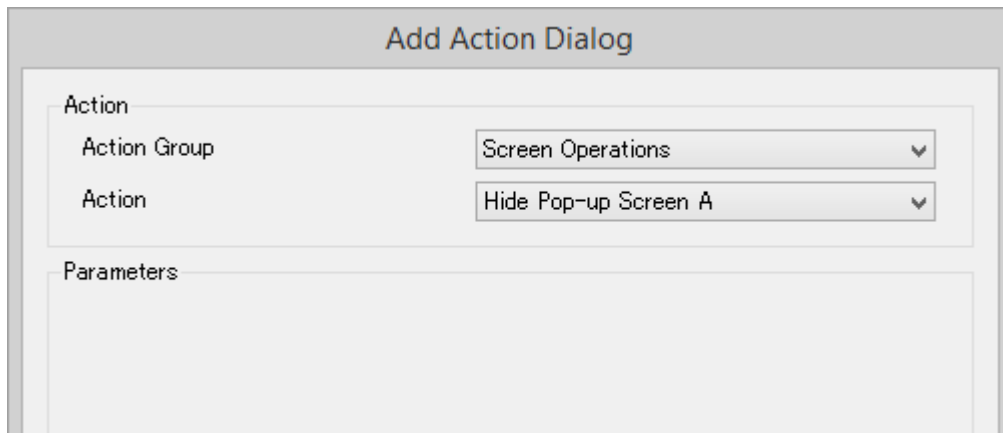 Add Action Dialog
Action
Action Group Screen Operations
Action Hide Pop-up Screen A
Parameters